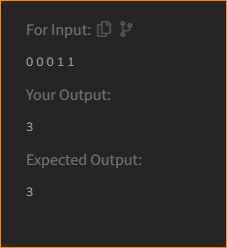 For Input:
0 0 0 1 1
Your Output:
3
Expected Output:
3